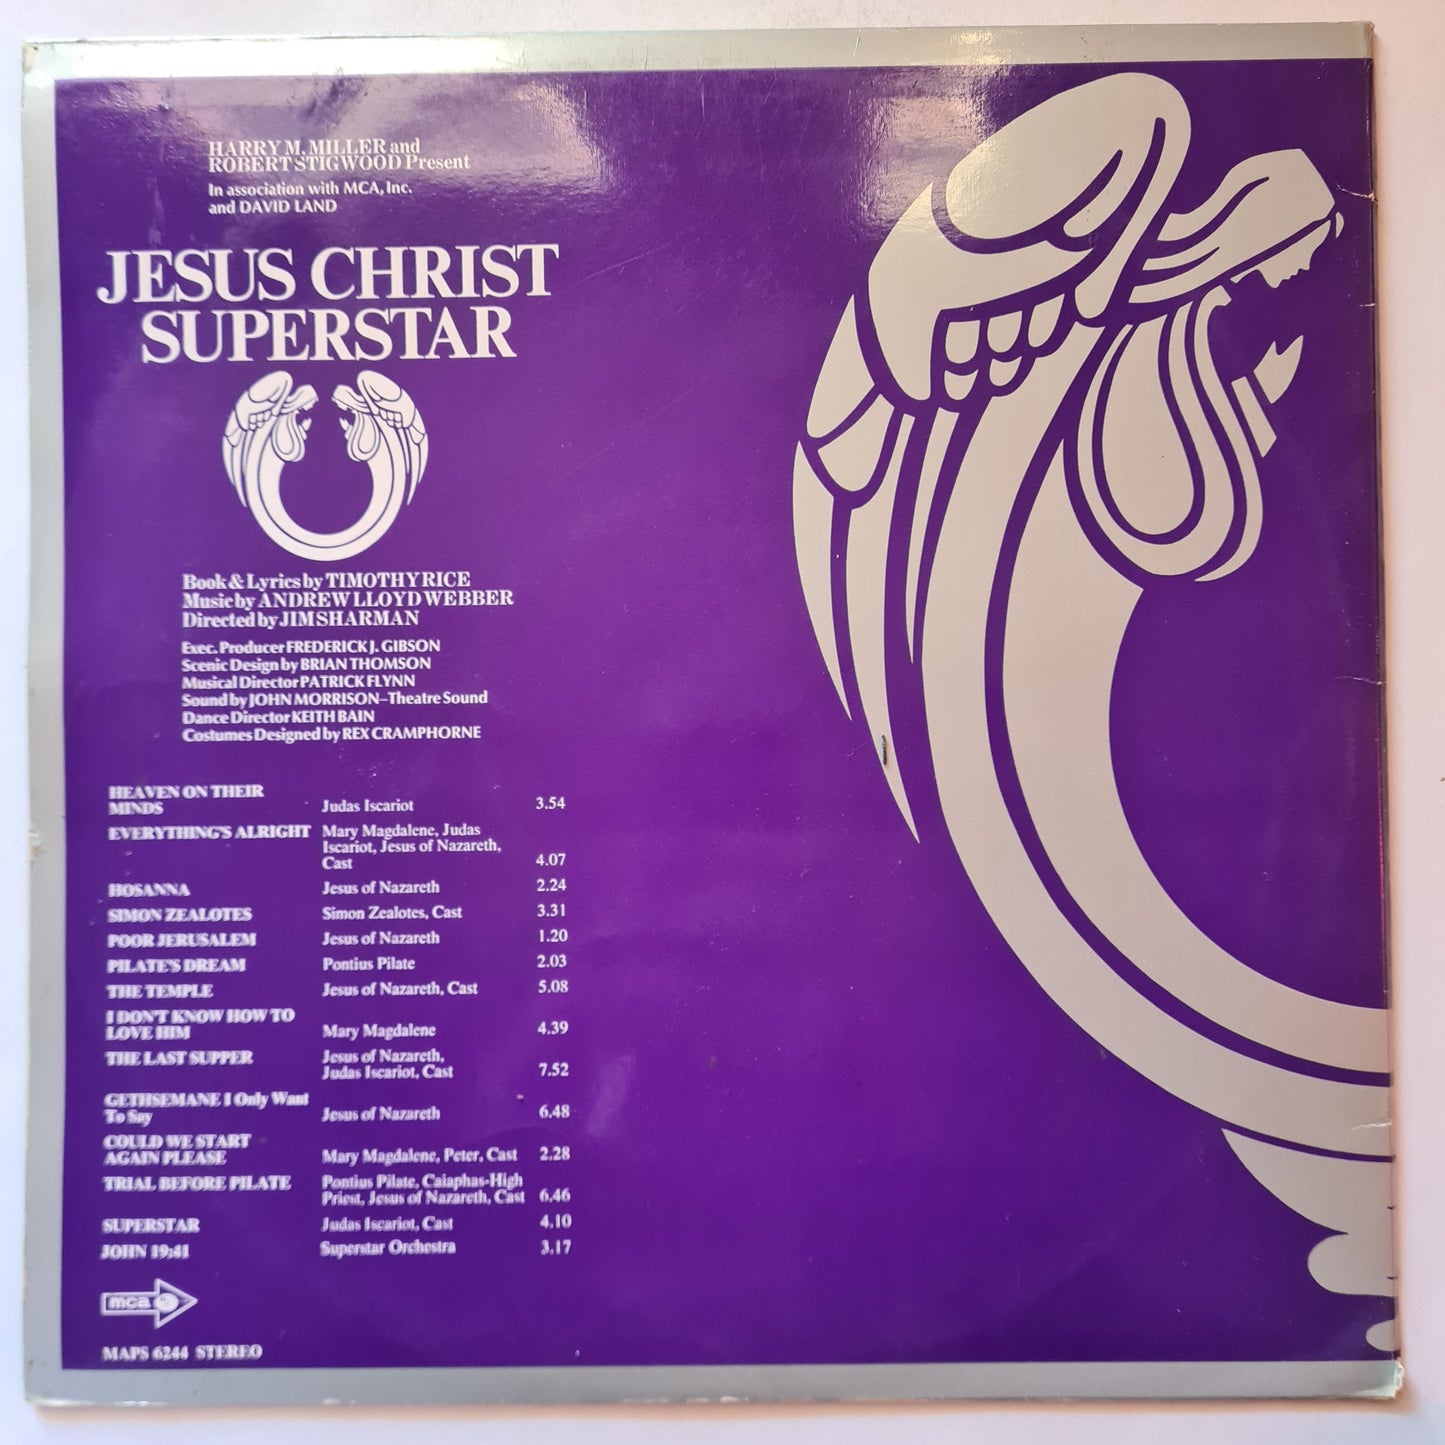 HARRY M. MILLER and
ROBERT STIGWOOD Present
In association with MCA, Inc.
and DAVID LAND
JESUS CHRIST
SUPERSTAR
Book & Lyrics by TIMOTHY RICE
Music by ANDREW LLOYD WEBBER
Directed by JIM SHARMAN
Exec. Producer FREDERICK J. GIBSON
Scenic Design by BRIAN THOMSON
Musical Director PATRICK FLYNN
Sound by JOHN MORRISON–Theatre Sound
Dance Director KEITH BAIN
Costumes Designed by REX CRAMPHORNE
HEAVEN ON THEIR
MINDS Judas Iscariot 3.54
EVERYTHING'S ALRIGHT Mary Magdalene, Judas
Iscariot, Jesus of Nazareth,
Cast 4.07
HOSANNA Jesus of Nazareth 2.24
SIMON ZEALOTES Simon Zealotes, Cast 3.31
POOR JERUSALEM Jesus of Nazareth 1.20
PILATE'S DREAM Pontius Pilate 2.03
THE TEMPLE Jesus of Nazareth, Cast 5.08
I DON'T KNOW HOW TO
LOVE HIM Mary Magdalene 4.39
THE LAST SUPPER Jesus of Nazareth,
Judas Iscariot, Cast 7.52
GETHSEMANE I Only Want
To Say Jesus of Nazareth 6.48
COULD WE START
AGAIN PLEASE Mary Magdalene, Peter, Cast 2.28
TRIAL BEFORE PILATE Pontius Pilate, Caiaphas-High
Priest, Jesus of Nazareth, Cast 6.46
SUPERSTAR Judas Iscariot, Cast 4.10
JOHN 19:41 Superstar Orchestra 3.17
mca
MAPS 6244 STEREO